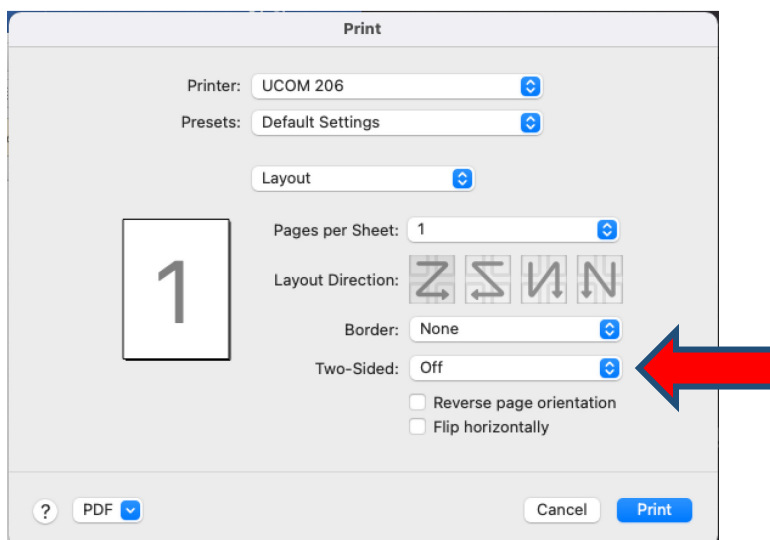 Print
Printer: UCOM 206
Presets: Default Settings
Layout
Pages per Sheet: 1
1
Layout Direction:
Border: None
Two-Sided: Off
Reverse page orientation
Flip horizontally
? PDF Cancel Print